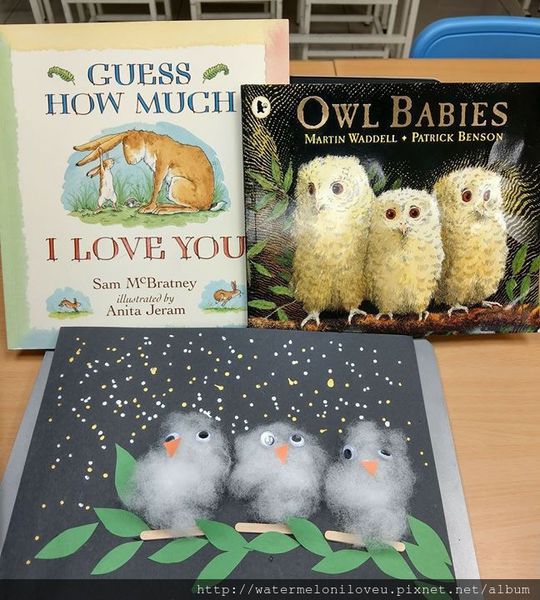 GUESS
HOW MUCH
I LOVE YOU
Sam McBratney
illustrated by
Anita Jeram
OWL BABIES
MARTIN WADDELL • PATRICK BENSON
http://watermeloniloveu.pixnet.net/album